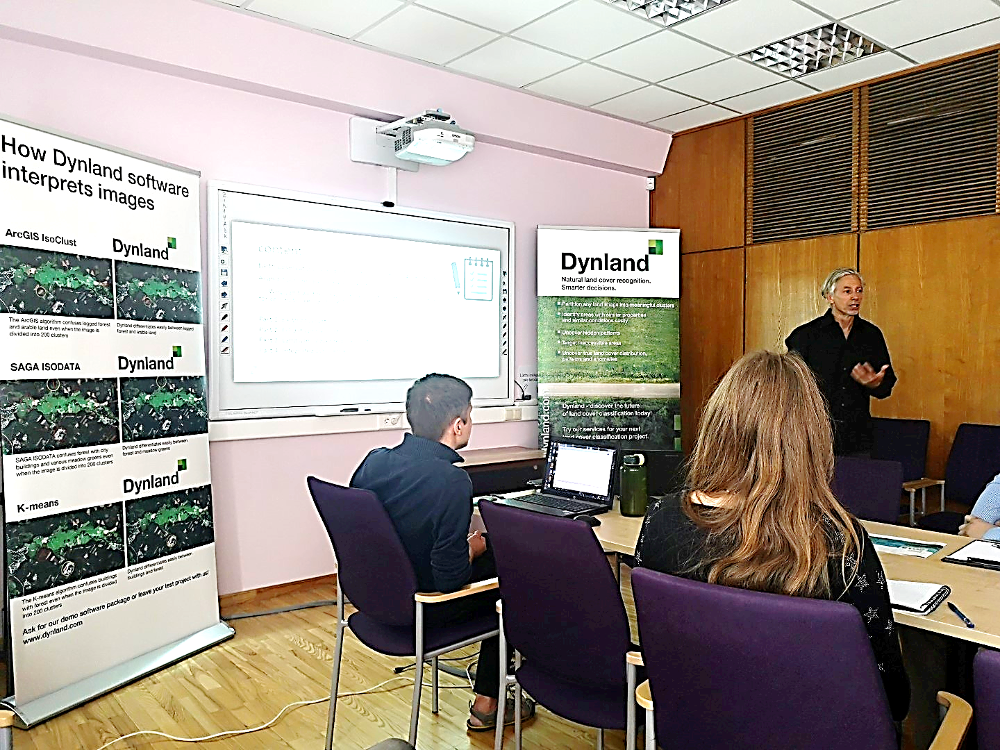 How Dynland software
interprets images
ArcGIS IsoClust
Dynland
The ArcGIS algorithm confuses logged forest
and arable land even when the image is
divided into 200 clusters
Dynland differentiates easily between logged
forest and arable land
SAGA ISODATA
Dynland
SAGA ISODATA confuses forest with city
buildings and various meadow greens even
when the image is divided into 200 clusters
Dynland differentiates easily between
forest and meadow greens
K-means
Dynland
The K-means algorithm confuses buildings
with forest even when the image is divided
into 200 clusters
Dynland differentiates easily between
buildings and forest
Ask for our demo software package or leave your test project with us!
www.dynland.com
content
EPSON
Dynland
Natural land cover recognition.
Smarter decisions.
Partition any land image into meaningful clusters
Identify areas with similar properties
and similar conditions easily
Uncover hidden patterns
Target inaccessible areas
Uncover true land cover distribution,
patterns and anomalies
Dynland - discover the future
of land cover classification today!
Try our services for your next
land cover classification project.